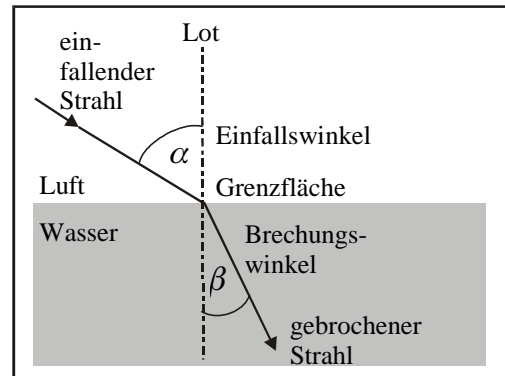 Lot
ein-
fallender
Strahl
Einfallswinkel
α
Luft
Grenzfläche
Wasser
Brechungs-
winkel
β
gebrochener
Strahl